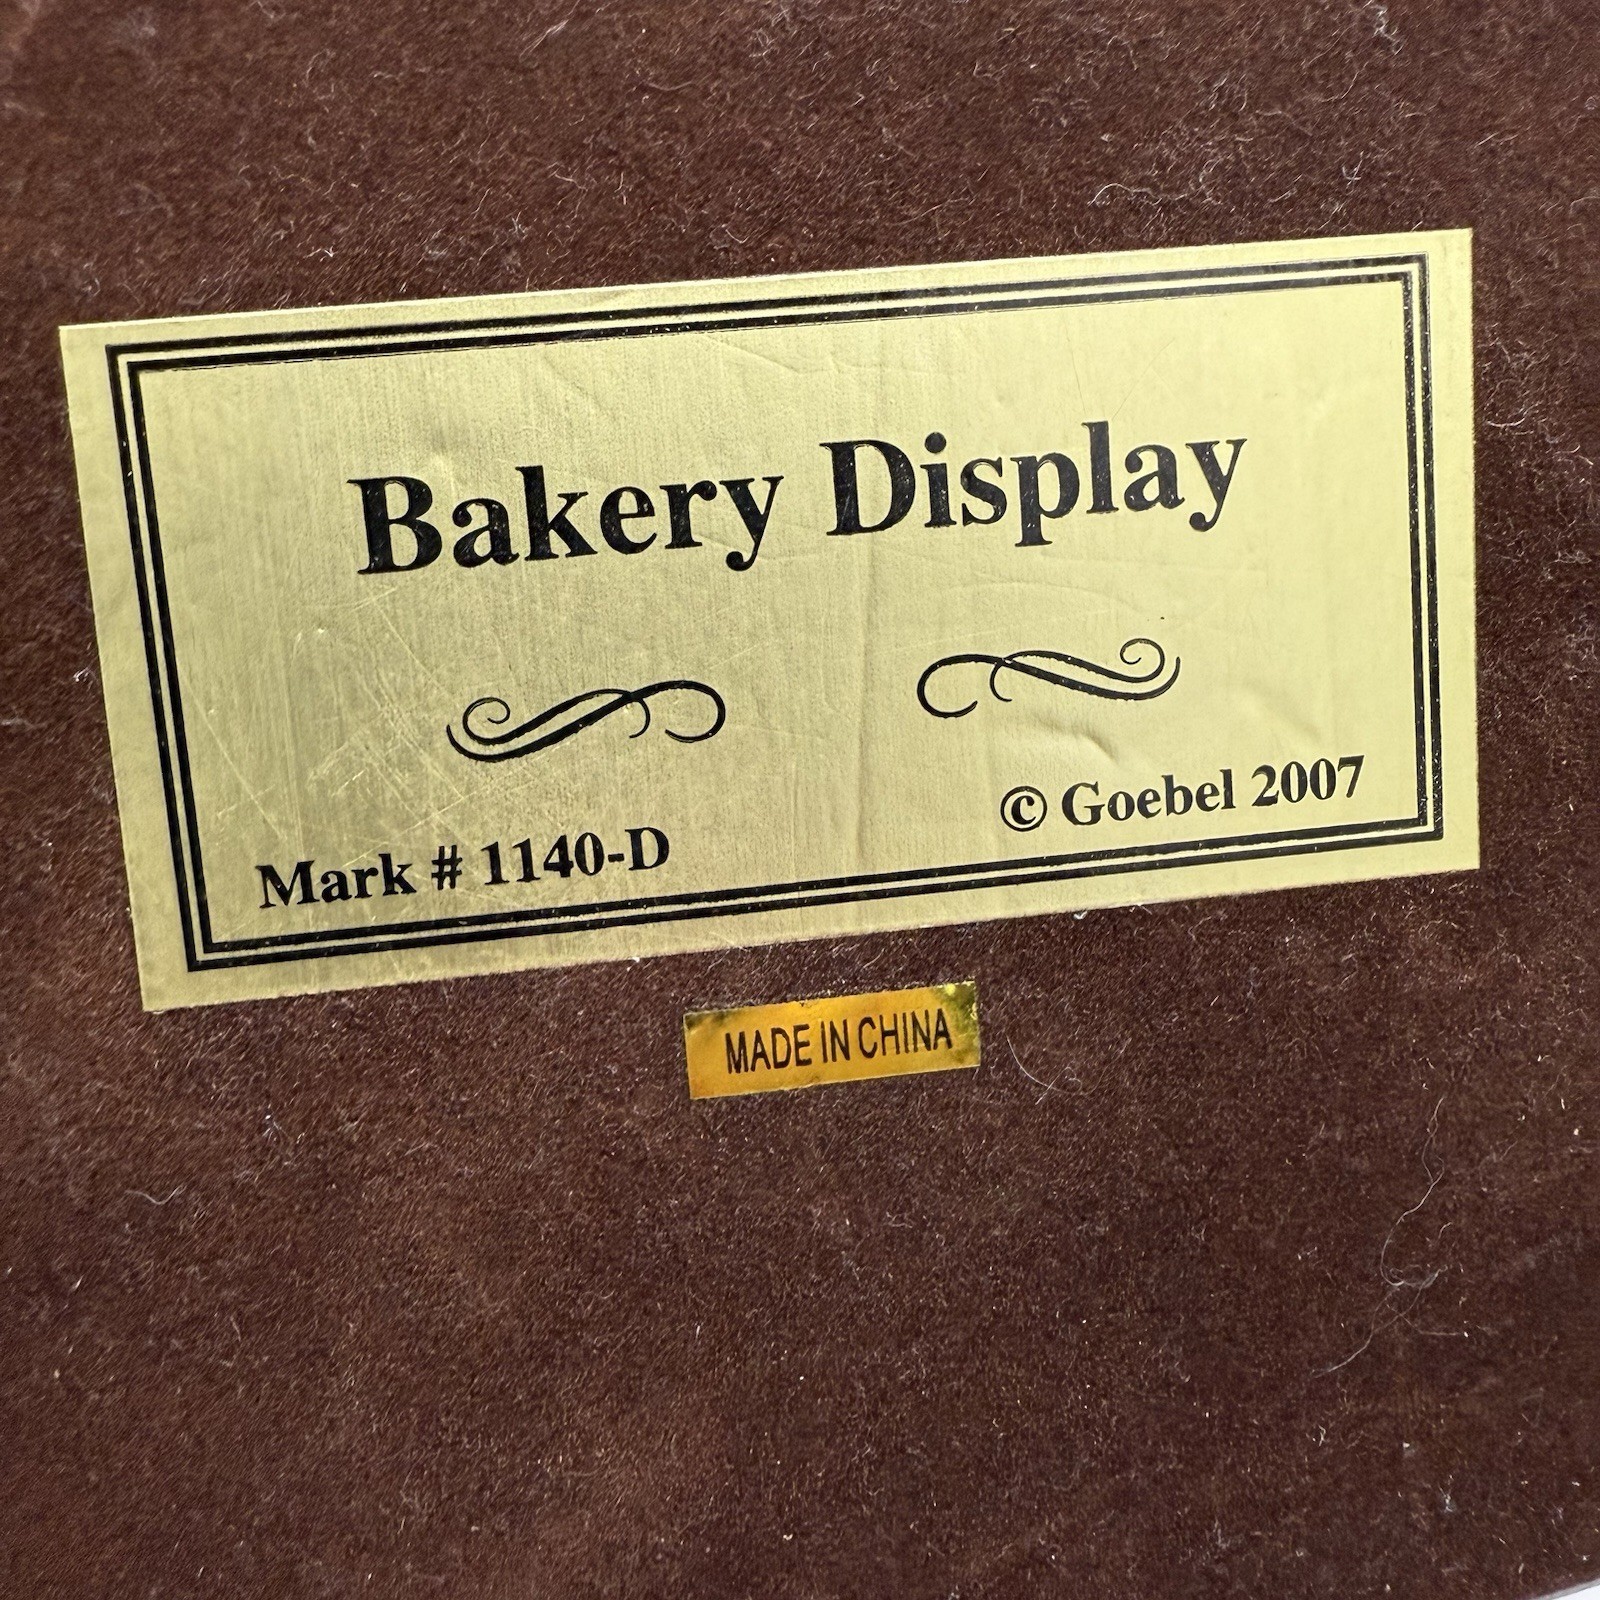 Bakery Display
Mark # 1140-D
© Goebel 2007
MADE IN CHINA